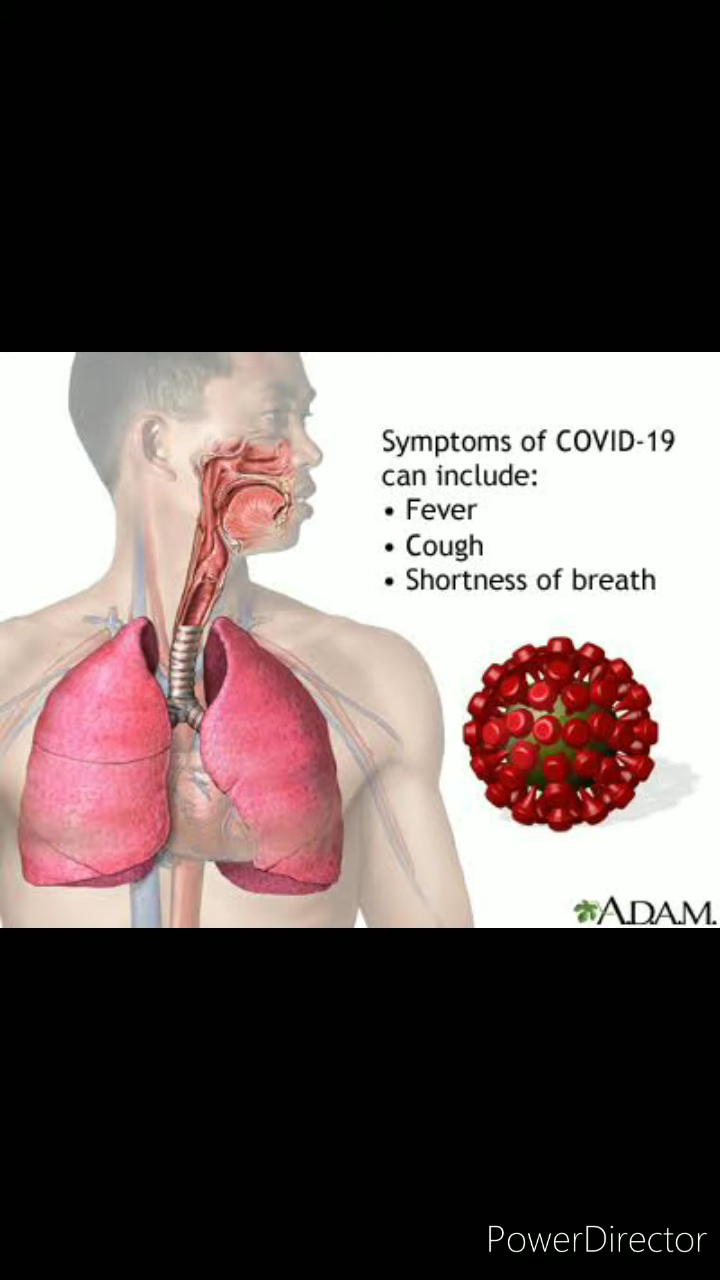 Symptoms of COVID-19
can include:
• Fever
• Cough
• Shortness of breath
A.D.A.M.
PowerDirector